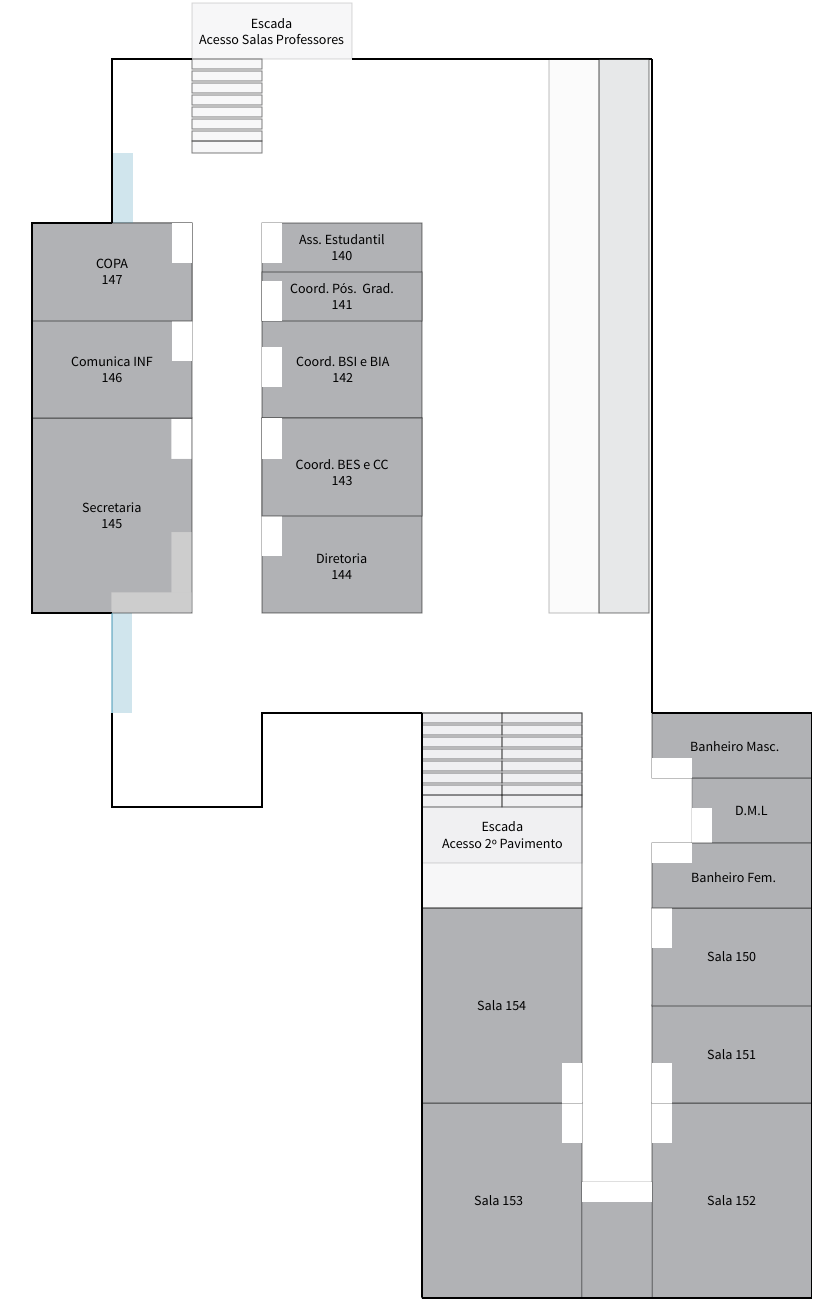 Escada
Acesso Salas Professores
COPA
147
Ass. Estudantil
140
Coord. Pós. Grad.
141
Comunica INF
146
Coord. BSI e BIA
142
Secretaria
145
Coord. BES e CC
143
Diretoria
144
Banheiro Masc.
D.M.L
Escada
Acesso 2º Pavimento
Banheiro Fem.
Sala 150
Sala 154
Sala 151
Sala 153
Sala 152